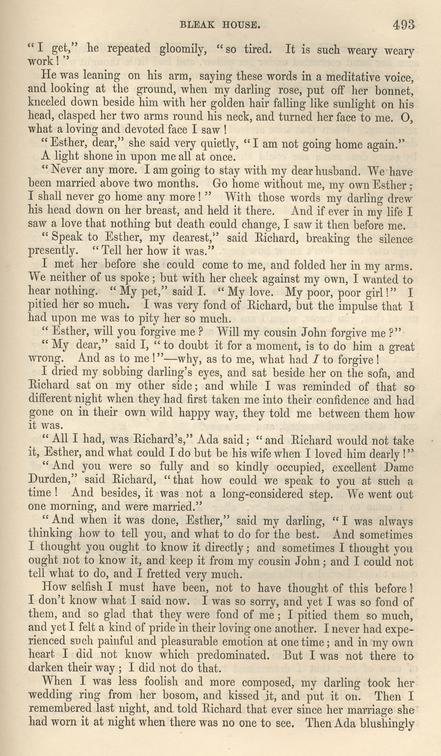 BLEAK HOUSE. 493
"I get," he repeated gloomily, "so tired. It is such weary weary
work!"
He was leaning on his arm, saying these words in a meditative voice,
and looking at the ground, when my darling rose, put off her bonnet,
kneeled down beside him with her golden hair falling like sunlight on his
head, clasped her two arms round his neck, and turned her face to me. O,
what a loving and devoted face I saw!
"Esther, dear," she said very quietly, "I am not going home again."
A light shone in upon me all at once.
"Never any more. I am going to stay with my dear husband. We have
been married above two months. Go home without me, my own Esther;
I shall never go home any more!" With those words my darling drew
his head down on her breast, and held it there. And if ever in my life I
saw a love that nothing but death could change, I saw it then before me.
"Speak to Esther, my dearest," said Richard, breaking the silence
presently. "Tell her how it was."
I met her before she could come to me, and folded her in my arms.
We neither of us spoke; but with her cheek against my own, I wanted to
hear nothing. "My pet," said I. "My love. My poor, poor girl!" I
pitied her so much. I was very fond of Richard, but the impulse that I
had upon me was to pity her so much.
"Esther, will you forgive me? Will my cousin John forgive me?"
"My dear," said I, "to doubt it for a moment, is to do him a great
wrong. And as to me!"—why, as to me, what had I to forgive!
I dried my sobbing darling's eyes, and sat beside her on the sofa, and
Richard sat on my other side; and while I was reminded of that so
different night when they had first taken me into their confidence and had
gone on in their own wild happy way, they told me between them how
it was.
"All I had, was Richard's," Ada said; "and Richard would not take
it, Esther, and what could I do but be his wife when I loved him dearly!"
"And you were so fully and so kindly occupied, excellent Dame
Durden," said Richard, "that how could we speak to you at such a
time! And besides, it was not a long-considered step. We went out
one morning, and were married."
"And when it was done, Esther," said my darling, "I was always
thinking how to tell you, and what to do for the best. And sometimes
I thought you ought to know it directly; and sometimes I thought you
ought not to know it, and keep it from my cousin John; and I could not
tell what to do, and I fretted very much.
How selfish I must have been, not to have thought of this before!
I don't know what I said now. I was so sorry, and yet I was so fond of
them, and so glad that they were fond of me; I pitied them so much,
and yet I felt a kind of pride in their loving one another. I never had expe-
rienced such painful and pleasurable emotion at one time; and in my own
heart I did not know which predominated. But I was not there to
darken their way; I did not do that.
When I was less foolish and more composed, my darling took her
wedding ring from her bosom, and kissed it, and put it on. Then I
remembered last night, and told Richard that ever since her marriage she
had worn it at night when there was no one to see. Then Ada blushingly